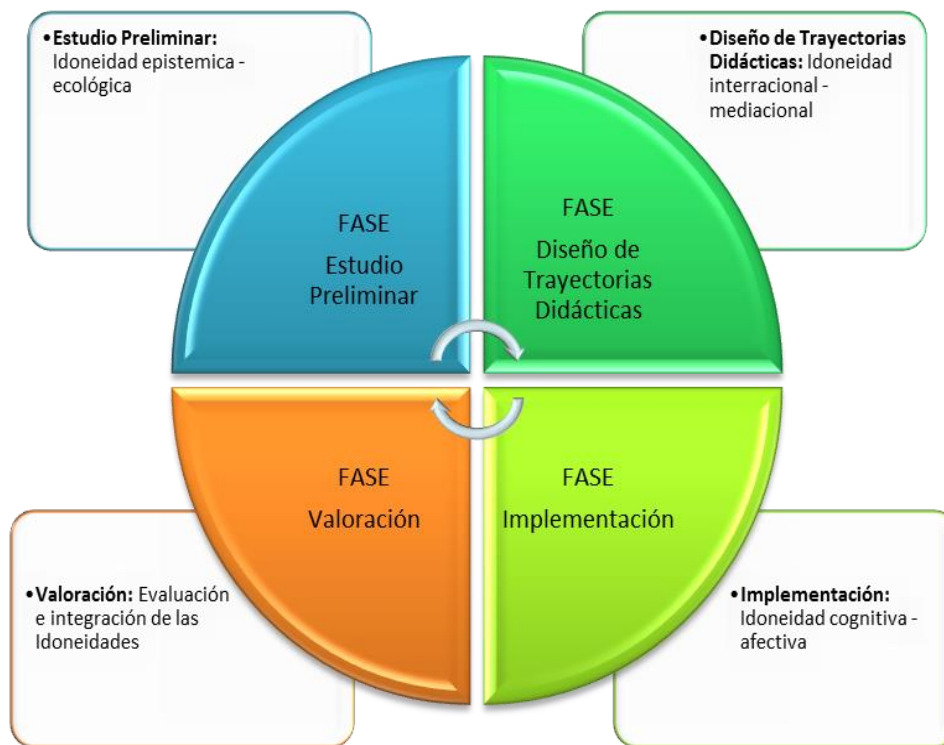 •Estudio Preliminar:
Idoneidad epistemica -
ecológica
•Diseño de Trayectorias
Didácticas: Idoneidad
interracional -
mediacional
FASE
Estudio
Preliminar
FASE
Diseño de
Trayectorias
Didácticas
FASE
Valoración
FASE
Implementación
•Valoración: Evaluación
e integración de las
Idoneidades
•Implementación:
Idoneidad cognitiva -
afectiva